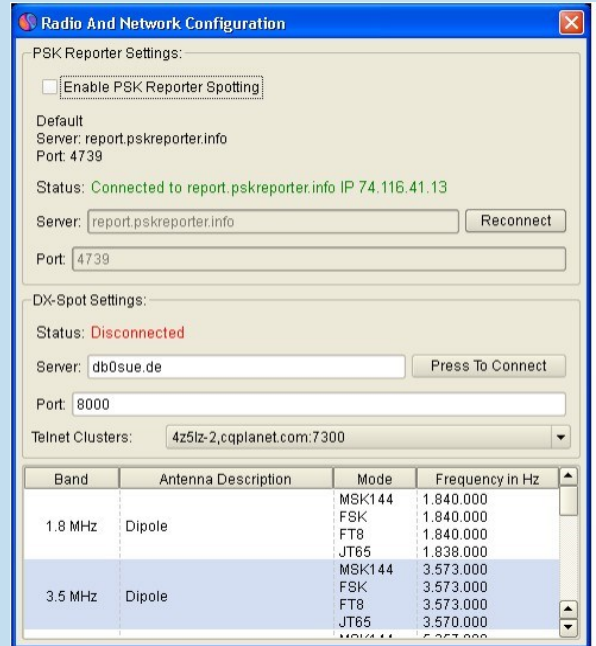 Radio And Network Configuration
PSK Reporter Settings:
Enable PSK Reporter Spotting
Default
Server: report.pskreporter.info
Port: 4739
Status: Connected to report.pskreporter.info IP 74.116.41.13
Server: report.pskreporter.info Reconnect
Port: 4739
DX-Spot Settings:
Status: Disconnected
Server: db0sue.de Press To Connect
Port: 8000
Telnet Clusters: 4z5lz-2,cqplanet.com:7300
Band Antenna Description Mode Frequency in Hz
MSK144 1.840.000
FSK 1.840.000
1.8 MHz Dipole
FT8 1.840.000
JT65 1.838.000
MSK144 3.573.000
FSK 3.573.000
3.5 MHz Dipole
FT8 3.573.000
JT65 3.570.000